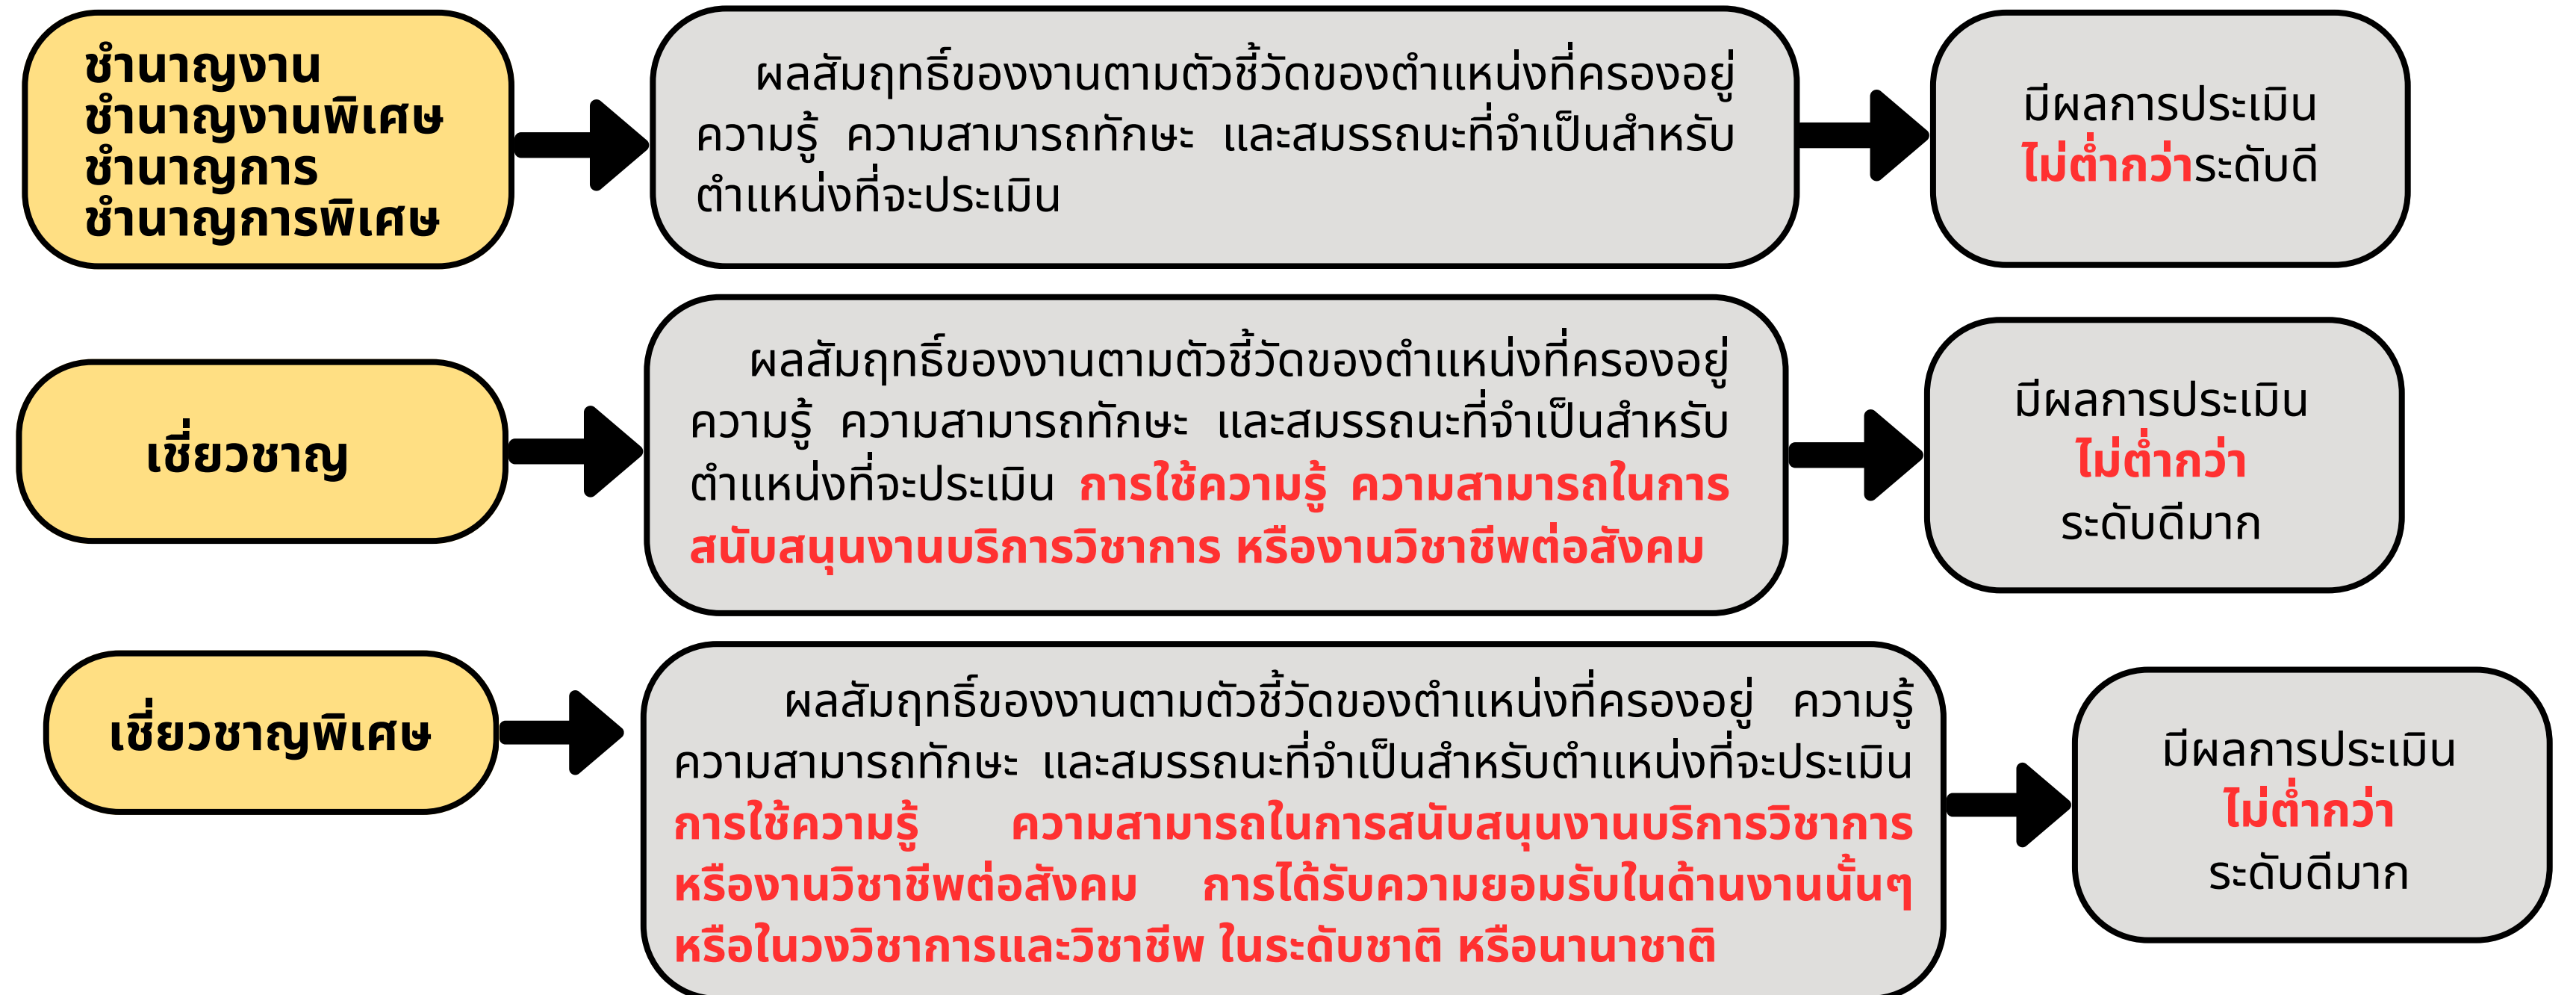 ชำนาญงาน
ชำนาญงานพิเศษ
ชำนาญการ
ชำนาญการพิเศษ
ผลสัมฤทธิ์ของงานตามตัวชี้วัดของตำแหน่งที่ครองอยู่
ความรู้ ความสามารถทักษะ และสมรรถนะที่จำเป็นสำหรับ
ตำแหน่งที่จะประเมิน
มีผลการประเมิน
ไม่ต่ำกว่าระดับดี
เชี่ยวชาญ
ผลสัมฤทธิ์ของงานตามตัวชี้วัดของตำแหน่งที่ครองอยู่
ความรู้ ความสามารถทักษะ และสมรรถนะที่จำเป็นสำหรับ
ตำแหน่งที่จะประเมิน การใช้ความรู้ ความสามารถในการ
สนับสนุนงานบริการวิชาการ หรืองานวิชาชีพต่อสังคม
มีผลการประเมิน
ไม่ต่ำกว่า
ระดับดีมาก
เชี่ยวชาญพิเศษ
ผลสัมฤทธิ์ของงานตามตัวชี้วัดของตำแหน่งที่ครองอยู่ ความรู้
ความสามารถทักษะ และสมรรถนะที่จำเป็นสำหรับตำแหน่งที่จะประเมิน
การใช้ความรู้ ความสามารถในการสนับสนุนงานบริการวิชาการ
หรืองานวิชาชีพต่อสังคม การได้รับความยอมรับในด้านงานนั้นๆ
หรือในวงวิชาการและวิชาชีพ ในระดับชาติ หรือนานาชาติ
มีผลการประเมิน
ไม่ต่ำกว่า
ระดับดีมาก